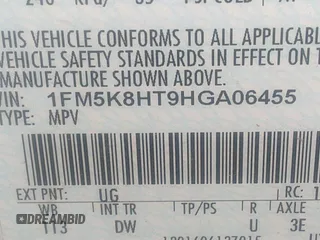 THIS VEHICLE CONFORMS TO ALL APPLICABL
VEHICLE SAFETY STANDARDS IN EFFECT ON T
MANUFACTURE SHOWN ABOVE.
VIN: 1FM5K8HT9HGA06455
TYPE: MPV
EXT PNT: UG RC: 1
WB INT TR TP/PS R AXLE
113 DW U 3E
DREAMBID